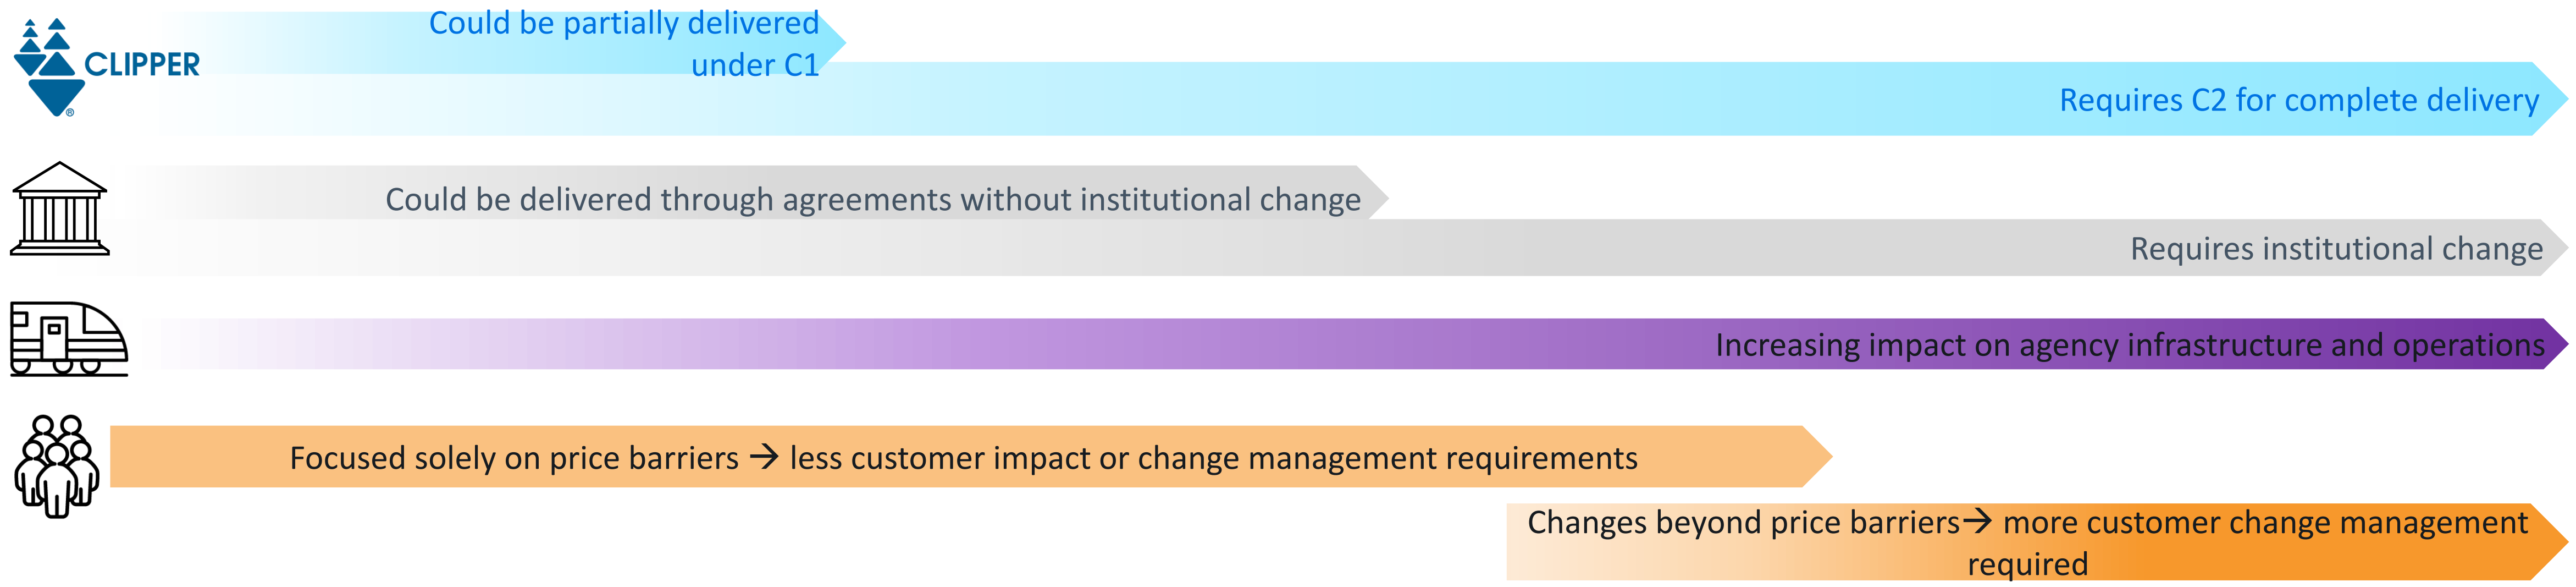 Could be partially delivered
under C1
CLIPPER
®
Requires C2 for complete delivery
Could be delivered through agreements without institutional change
Requires institutional change
Increasing impact on agency infrastructure and operations
Focused solely on price barriers → less customer impact or change management requirements
Changes beyond price barriers→ more customer change management
required